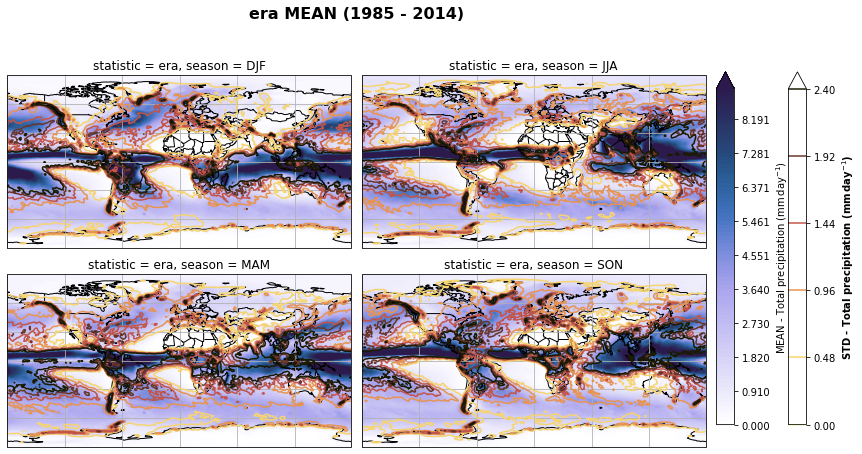 era MEAN (1985 - 2014)
statistic = era, season = DJF
statistic = era, season = JJA
statistic = era, season = MAM
statistic = era, season = SON
8.191
7.281
6.371
5.461
4.551
3.640
2.730
1.820
0.910
0.000
MEAN - Total precipitation (mm day⁻¹)
2.40
1.92
1.44
0.96
0.48
0.00
STD - Total precipitation (mm day⁻¹)